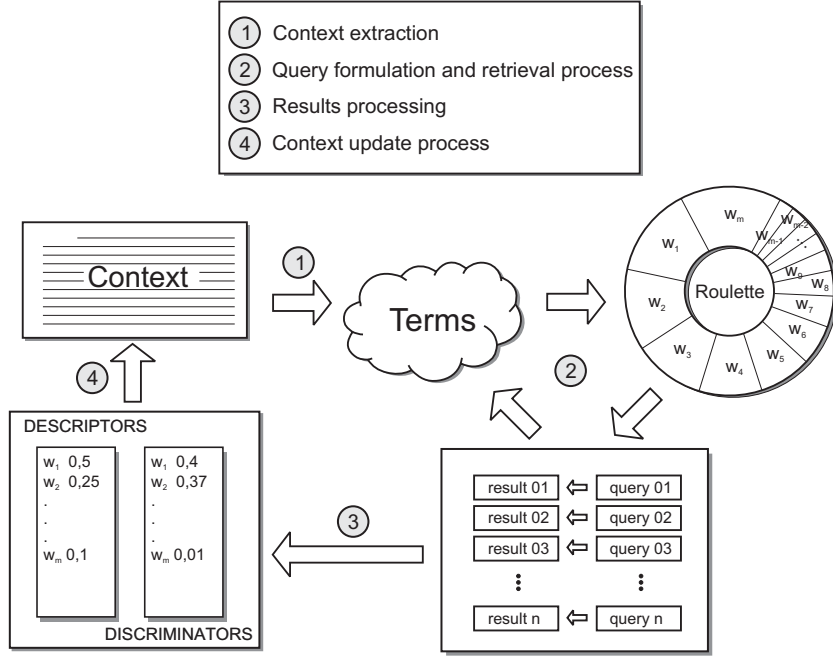 1 Context extraction
2 Query formulation and retrieval process
3 Results processing
4 Context update process
Context
1
Terms
Roulette
w1
w2
w3
w4
w5
w6
w7
w8
w9
. .
wm-2
wm-1
wm
2
4
DESCRIPTORS
w1 0,5
w2 0,25
.
.
.
wm 0,1
w1 0,4
w2 0,37
.
.
.
wm 0,01
DISCRIMINATORS
3
result 01 query 01
result 02 query 02
result 03 query 03
⋮ ⋮
result n query n